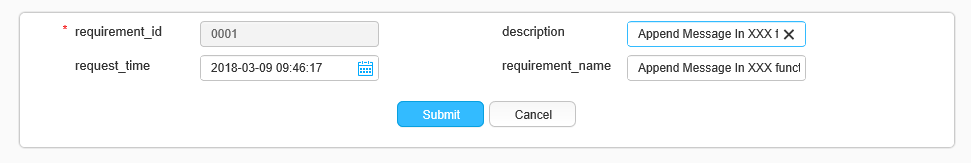 * requirement_id 0001 description Append Message In XXX f
request_time 2018-03-09 09:46:17 requirement_name Append Message In XXX funct
Submit Cancel